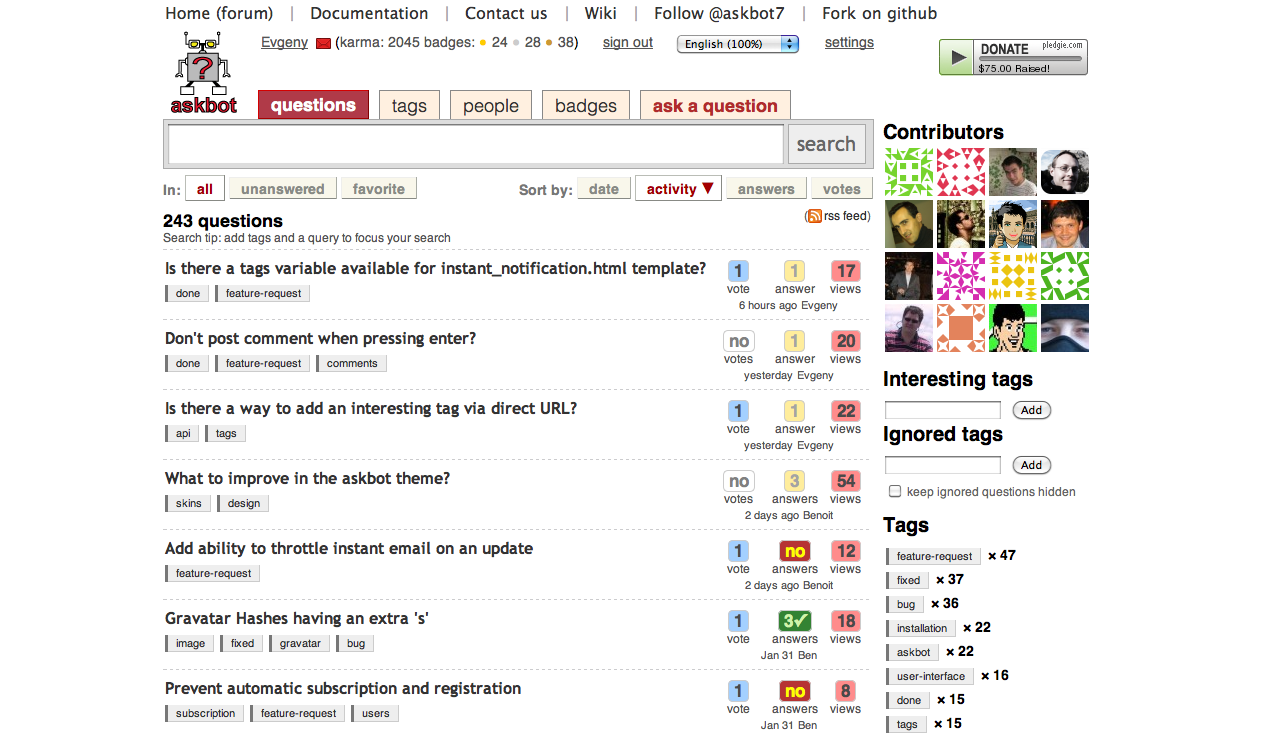 Home (forum) | Documentation | Contact us | Wiki | Follow @askbot7 | Fork on github
Evgeny (karma: 2045 badges: 24 28 38) sign out English (100%) settings
DONATE pledgie.com
$75.00 Raised!
?
askbot
questions tags people badges ask a question
search
In: all unanswered favorite Sort by: date activity ▼ answers votes
243 questions
(rss feed)
Search tip: add tags and a query to focus your search
Is there a tags variable available for instant_notification.html template?
done feature-request
1 vote
1 answer
17 views
6 hours ago Evgeny
Don't post comment when pressing enter?
done feature-request comments
no votes
1 answer
20 views
yesterday Evgeny
Is there a way to add an interesting tag via direct URL?
api tags
1 vote
1 answer
22 views
yesterday Evgeny
What to improve in the askbot theme?
skins design
no votes
3 answers
54 views
2 days ago Benoit
Add ability to throttle instant email on an update
feature-request
1 vote
no answers
12 views
2 days ago Benoit
Gravatar Hashes having an extra 's'
image fixed gravatar bug
1 vote
3✔ answers
18 views
Jan 31 Ben
Prevent automatic subscription and registration
subscription feature-request users
1 vote
no answers
8 views
Jan 31 Ben
Contributors
Interesting tags
Add
Ignored tags
Add
keep ignored questions hidden
Tags
feature-request × 47
fixed × 37
bug × 36
installation × 22
askbot × 22
user-interface × 16
done × 15
tags × 15